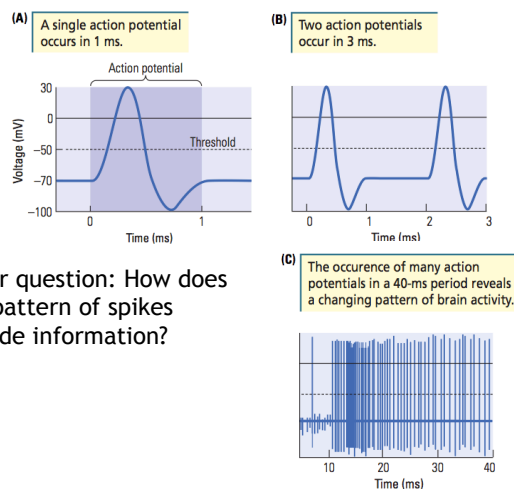 (A)
A single action potential
occurs in 1 ms.
Action potential
30
0
Threshold
-50
-70
-100
Voltage (mV)
0
1
Time (ms)
(B)
Two action potentials
occur in 3 ms.
0
1
2
3
Time (ms)
r question: How does
pattern of spikes
de information?
(C)
The occurence of many action
potentials in a 40-ms period reveals
a changing pattern of brain activity.
10
20
30
40
Time (ms)